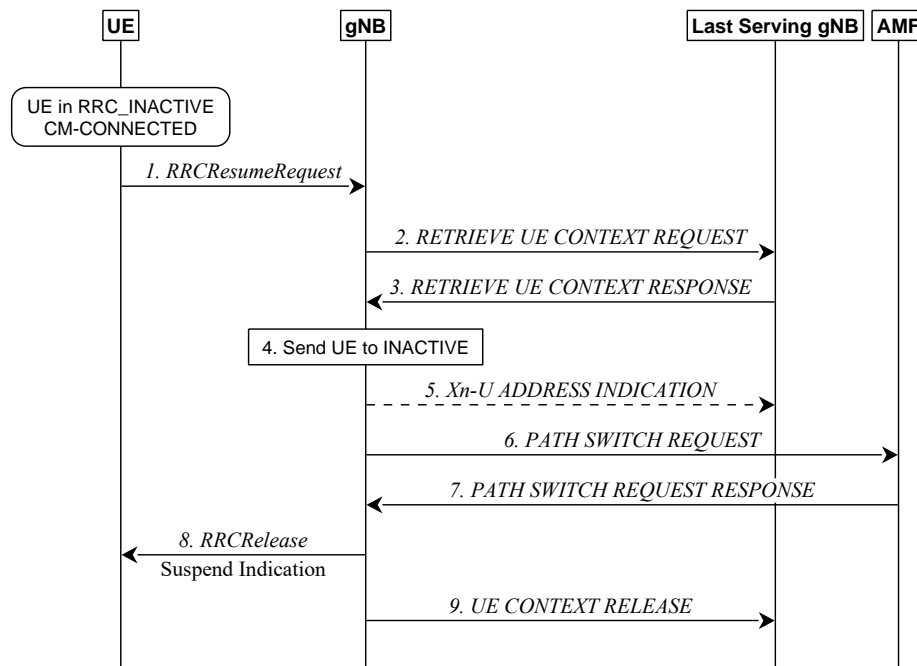 UE
gNB
Last Serving gNB
AMF
UE in RRC_INACTIVE
CM-CONNECTED
1. RRCResumeRequest
2. RETRIEVE UE CONTEXT REQUEST
3. RETRIEVE UE CONTEXT RESPONSE
4. Send UE to INACTIVE
5. Xn-U ADDRESS INDICATION
6. PATH SWITCH REQUEST
7. PATH SWITCH REQUEST RESPONSE
8. RRCRelease
Suspend Indication
9. UE CONTEXT RELEASE